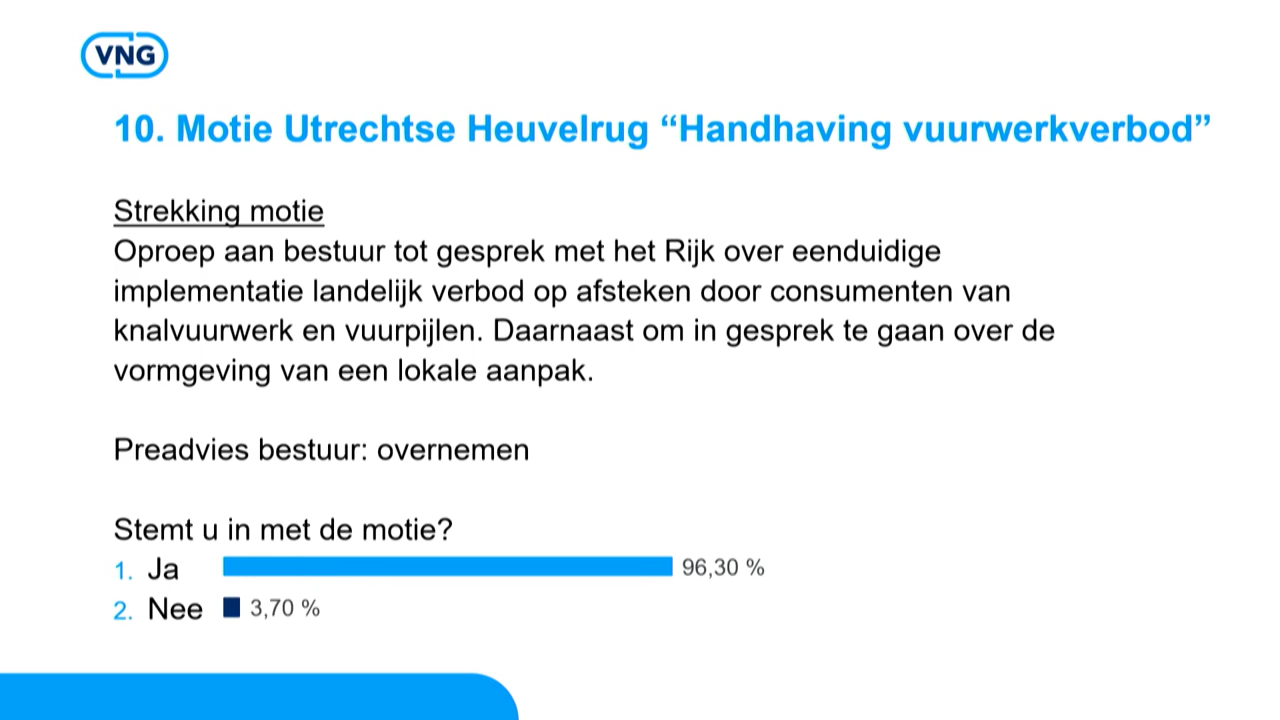 VNG
10. Motie Utrechtse Heuvelrug “Handhaving vuurwerkverbod”
Strekking motie
Oproep aan bestuur tot gesprek met het Rijk over eenduidige
implementatie landelijk verbod op afsteken door consumenten van
knalvuurwerk en vuurpijlen. Daarnaast om in gesprek te gaan over de
vormgeving van een lokale aanpak.
Preadvies bestuur: overnemen
Stemt u in met de motie?
1. Ja 96,30 %
2. Nee 3,70 %